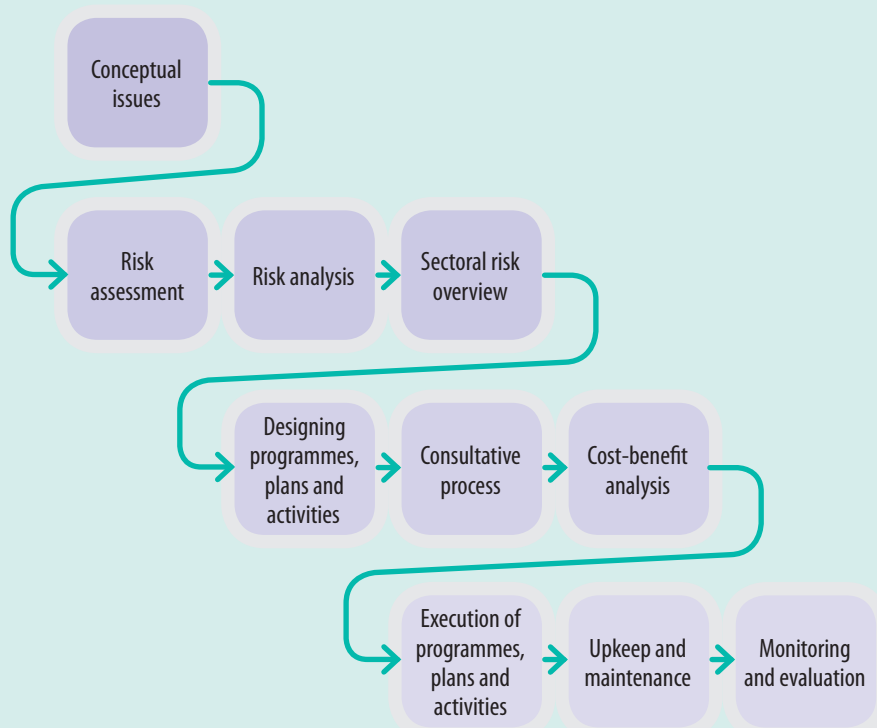 Conceptual
issues
Risk
assessment
Risk analysis
Sectoral risk
overview
Designing
programmes,
plans and
activities
Consultative
process
Cost-benefit
analysis
Execution of
programmes,
plans and
activities
Upkeep and
maintenance
Monitoring
and evaluation